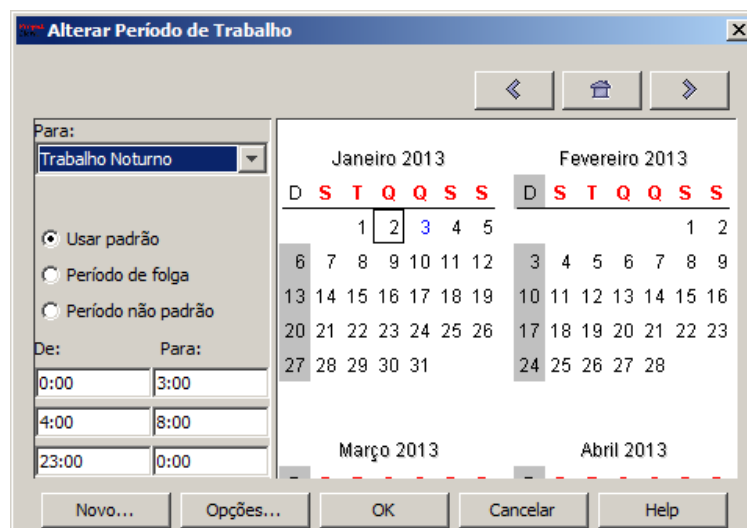 Alterar Período de Trabalho
Para:
Trabalho Noturno
Usar padrão
Período de folga
Período não padrão
De: Para:
0:00 3:00
4:00 8:00
23:00 0:00
Janeiro 2013
D S T Q Q S S
1 2 3 4 5
6 7 8 9 10 11 12
13 14 15 16 17 18 19
20 21 22 23 24 25 26
27 28 29 30 31
Fevereiro 2013
D S T Q Q S S
1 2
3 4 5 6 7 8 9
10 11 12 13 14 15 16
17 18 19 20 21 22 23
24 25 26 27 28
Março 2013
Abril 2013
Novo... Opções... OK Cancelar Help